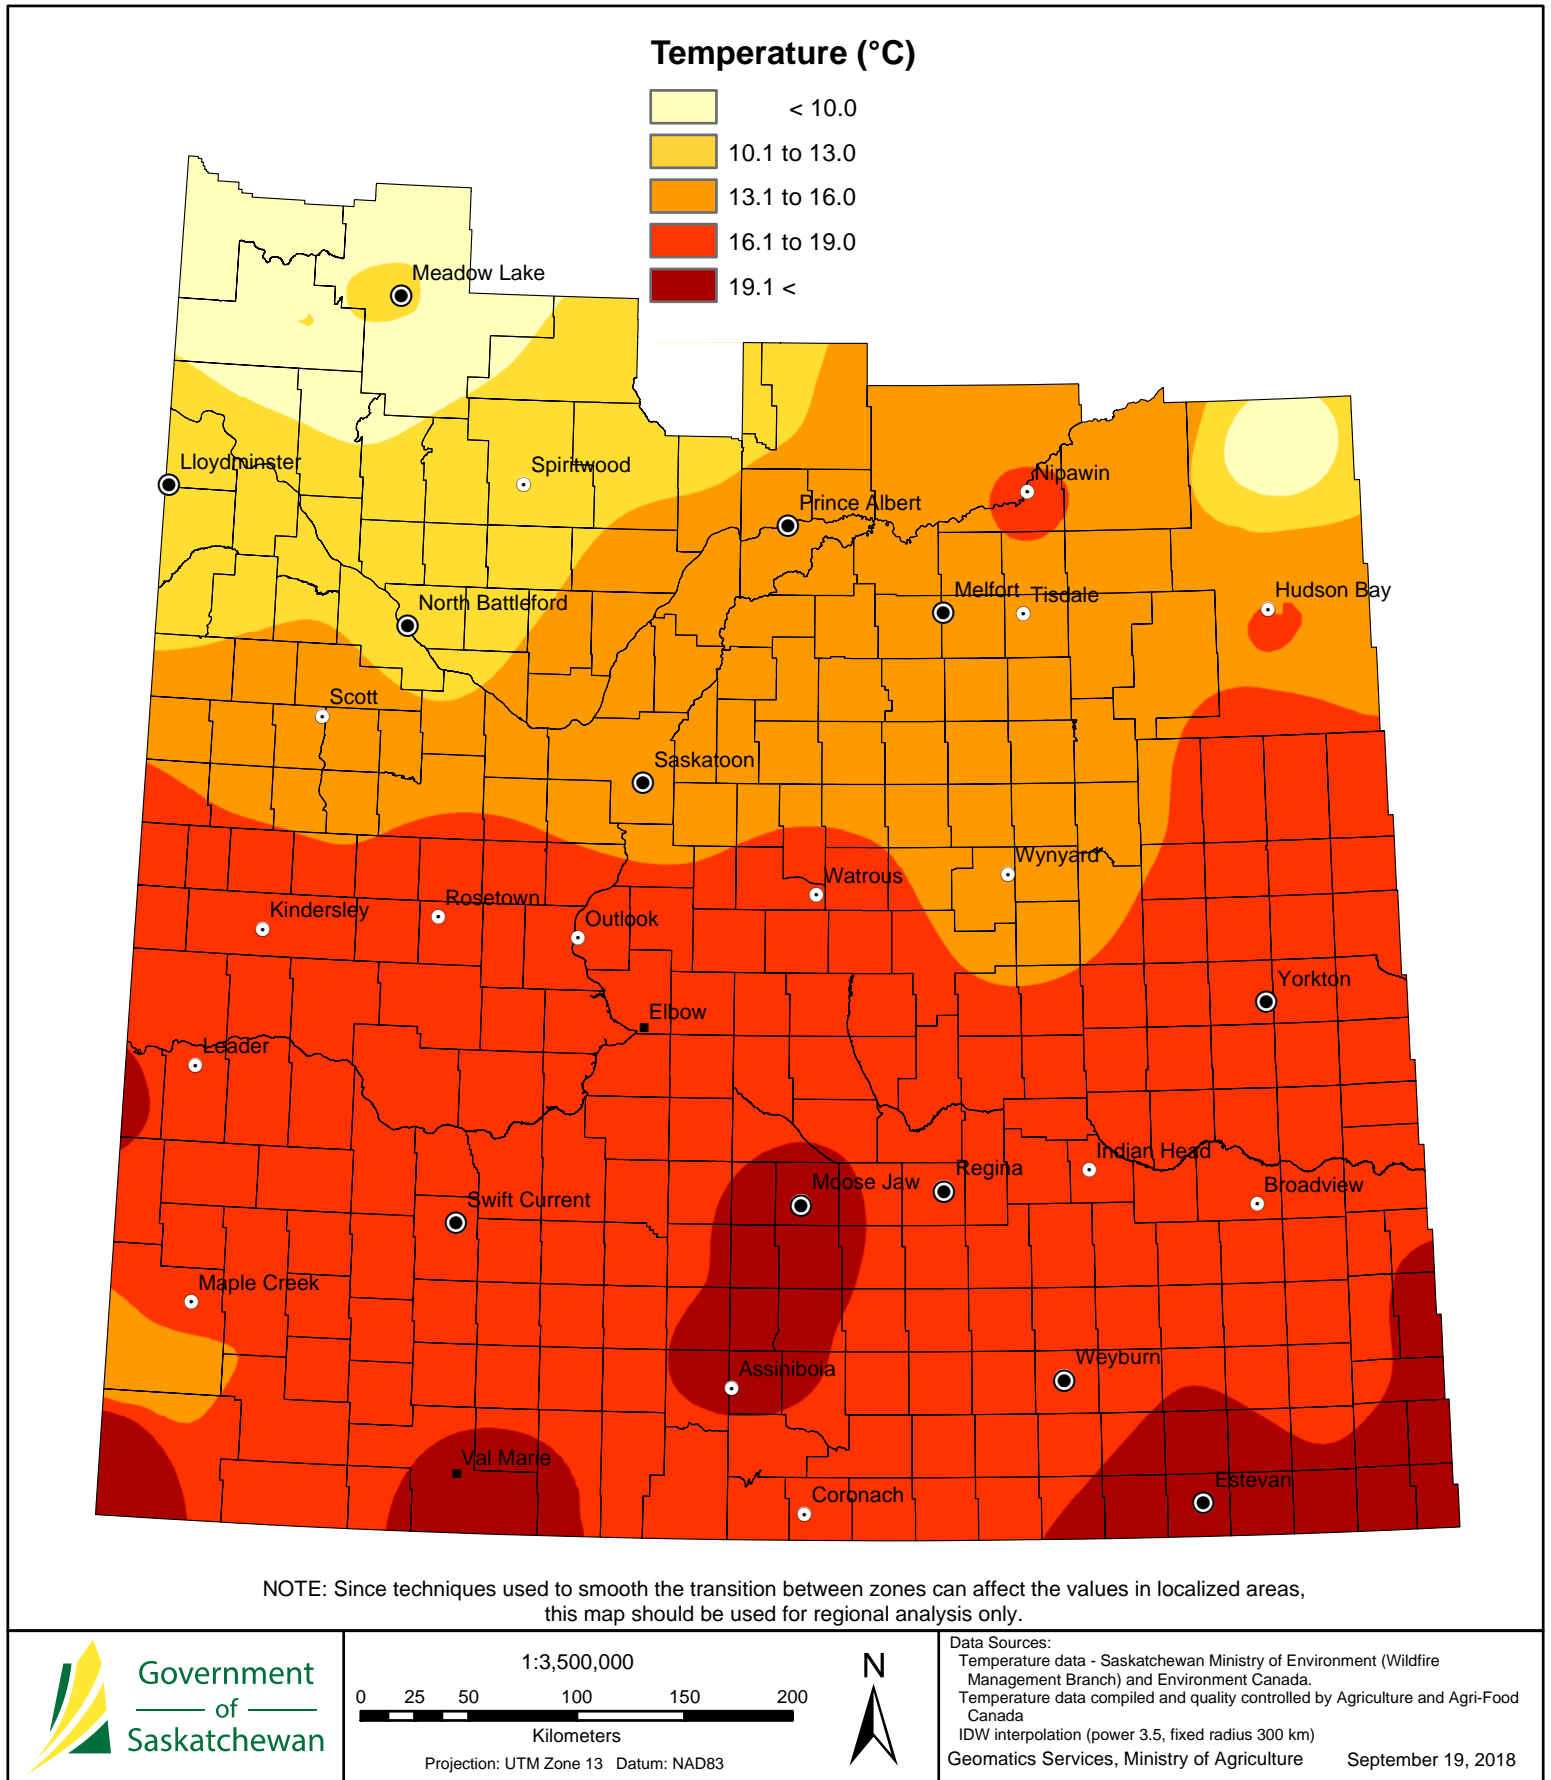 Temperature (°C)
< 10.0
10.1 to 13.0
13.1 to 16.0
16.1 to 19.0
19.1 <
Meadow Lake
Lloydminster
Spiritwood
Nipawin
Prince Albert
North Battleford
Melfort
Tisdale
Hudson Bay
Scott
Saskatoon
Wynyard
Watrous
Rosetown
Kindersley
Outlook
Yorkton
Elbow
Leader
Indian Head
Regina
Moose Jaw
Broadview
Swift Current
Maple Creek
Weyburn
Assiniboia
Val Marie
Estevan
Coronach
NOTE: Since techniques used to smooth the transition between zones can affect the values in localized areas,
this map should be used for regional analysis only.
Government
of
Saskatchewan
1:3,500,000
0 25 50 100 150 200
Kilometers
Projection: UTM Zone 13 Datum: NAD83
N
Data Sources:
Temperature data - Saskatchewan Ministry of Environment (Wildfire
Management Branch) and Environment Canada.
Temperature data compiled and quality controlled by Agriculture and Agri-Food
Canada
IDW interpolation (power 3.5, fixed radius 300 km)
Geomatics Services, Ministry of Agriculture September 19, 2018